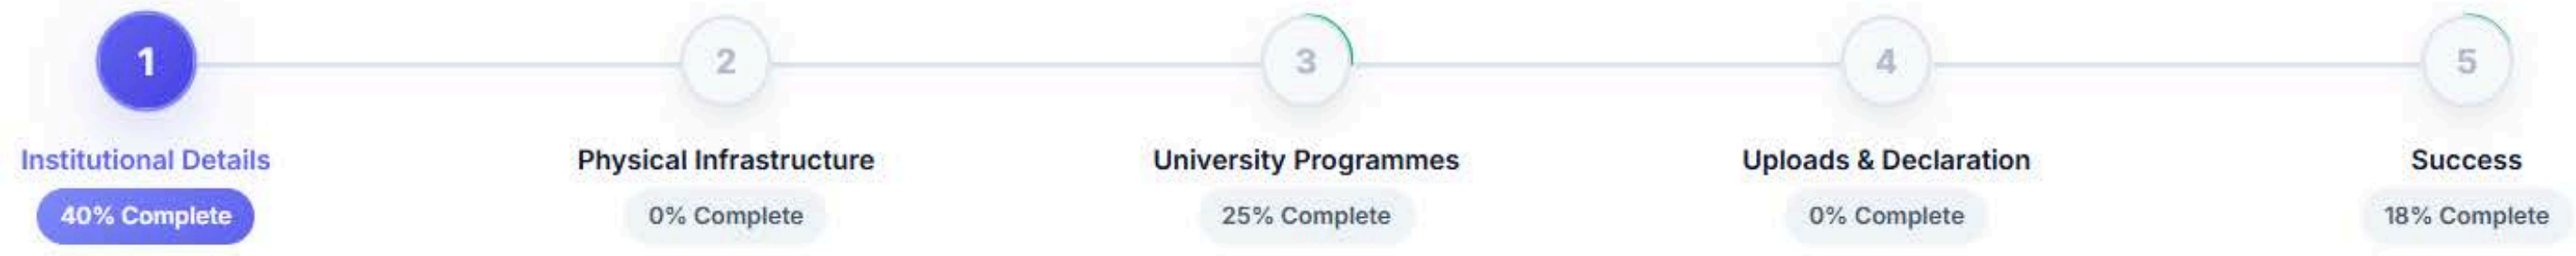 1
2
3
4
5
Institutional Details
Physical Infrastructure
University Programmes
Uploads & Declaration
Success
40% Complete
0% Complete
25% Complete
0% Complete
18% Complete